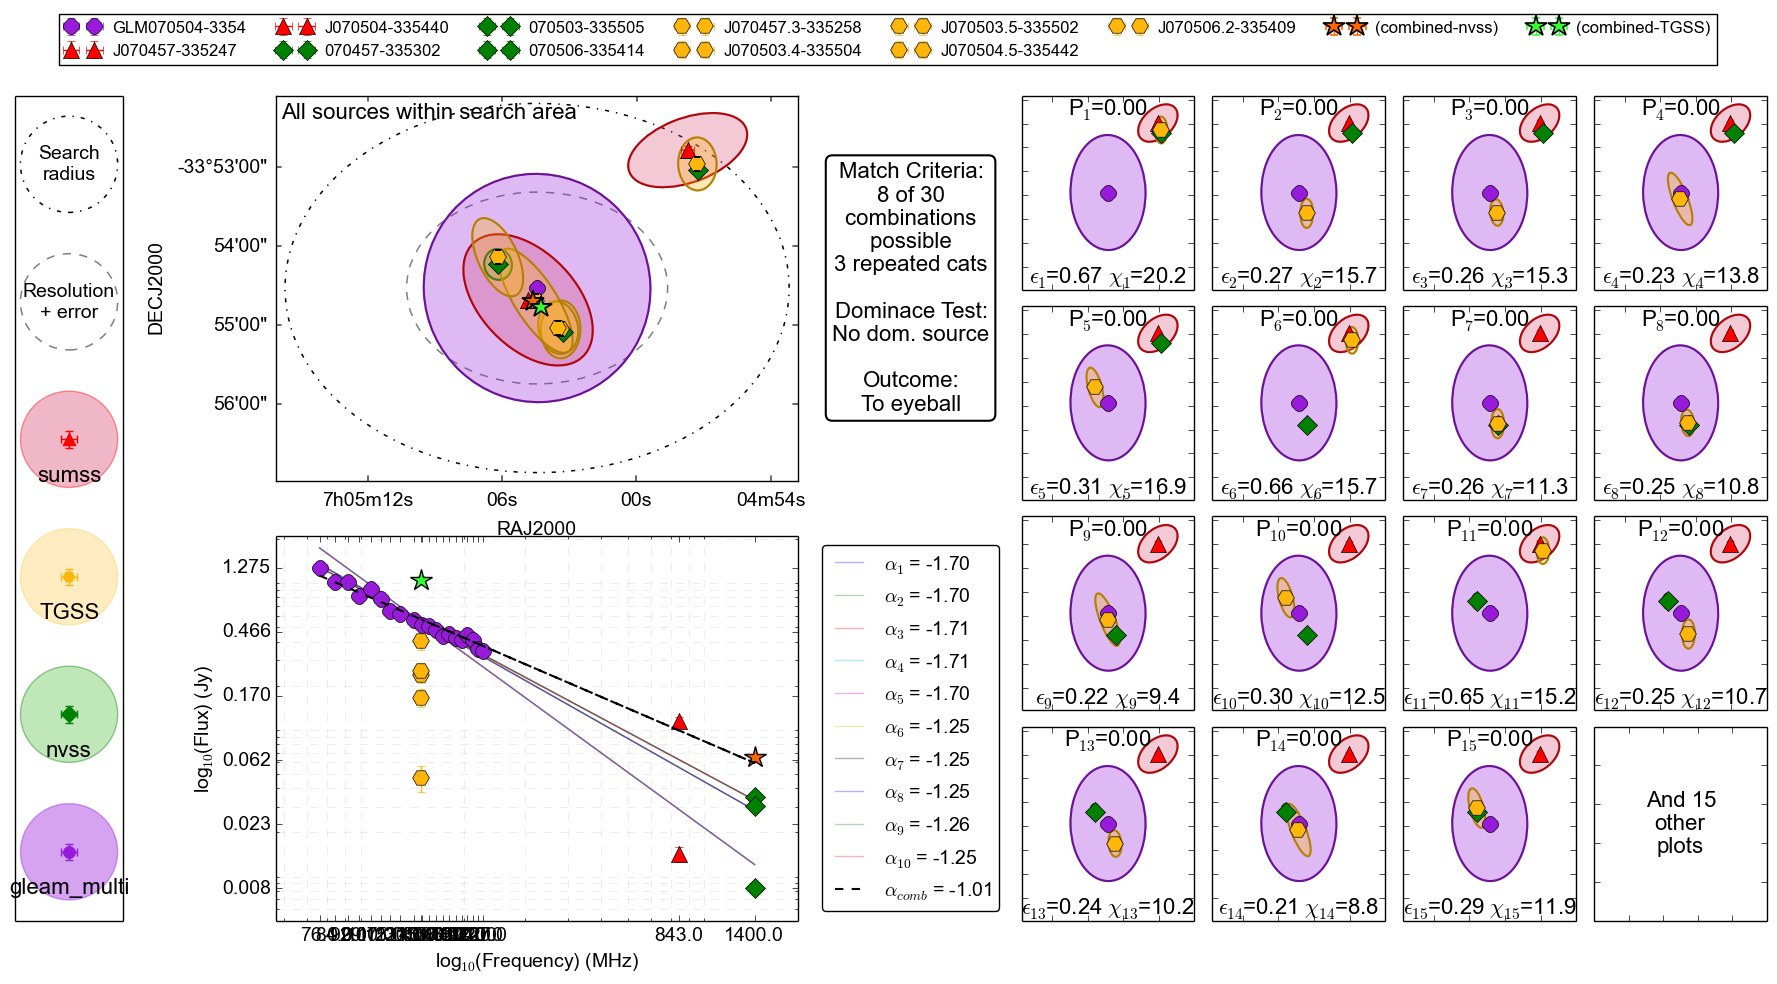 GLM070504-3354
J070504-335440
070503-335505
J070457.3-335258
J070503.5-335502
J070506.2-335409
(combined-nvss)
(combined-TGSS)
J070457-335247
070457-335302
070506-335414
J070503.4-335504
J070504.5-335442
Search
radius
Resolution
+ error
sumss
TGSS
nvss
gleam_multi
All sources within search area
DECJ2000
-33°53'00"
54'00"
55'00"
56'00"
7h05m12s
06s
00s
04m54s
RAJ2000
Match Criteria:
8 of 30
combinations
possible
3 repeated cats
Dominace Test:
No dom. source
Outcome:
To eyeball
log10(Flux) (Jy)
1.275
0.466
0.170
0.062
0.023
0.008
843.0
1400.0
log10(Frequency) (MHz)
α1 = -1.70
α2 = -1.70
α3 = -1.71
α4 = -1.71
α5 = -1.70
α6 = -1.25
α7 = -1.25
α8 = -1.25
α9 = -1.26
α10 = -1.25
αcomb = -1.01
P1=0.00
ϵ1=0.67 χ1=20.2
P2=0.00
ϵ2=0.27 χ2=15.7
P3=0.00
ϵ3=0.26 χ3=15.3
P4=0.00
ϵ4=0.23 χ4=13.8
P5=0.00
ϵ5=0.31 χ5=16.9
P6=0.00
ϵ6=0.66 χ6=15.7
P7=0.00
ϵ7=0.26 χ7=11.3
P8=0.00
ϵ8=0.25 χ8=10.8
P9=0.00
ϵ9=0.22 χ9=9.4
P10=0.00
ϵ10=0.30 χ10=12.5
P11=0.00
ϵ11=0.65 χ11=15.2
P12=0.00
ϵ12=0.25 χ12=10.7
P13=0.00
ϵ13=0.24 χ13=10.2
P14=0.00
ϵ14=0.21 χ14=8.8
P15=0.00
ϵ15=0.29 χ15=11.9
And 15
other
plots